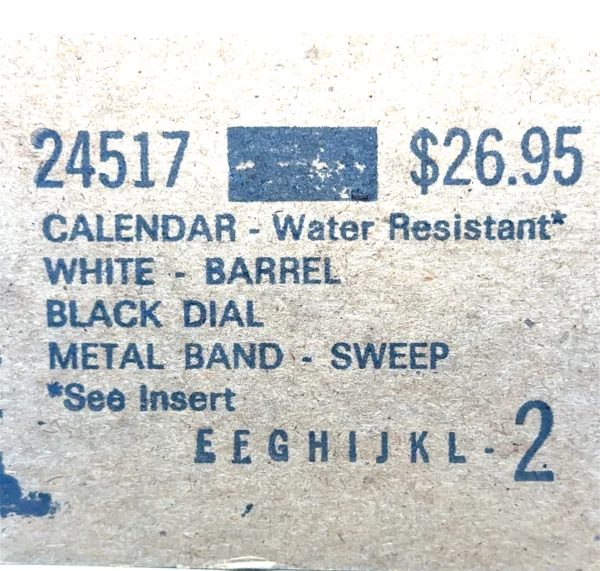 24517 $26.95
CALENDAR - Water Resistant*
WHITE - BARREL
BLACK DIAL
METAL BAND - SWEEP
*See Insert
EEGHIJKL-2